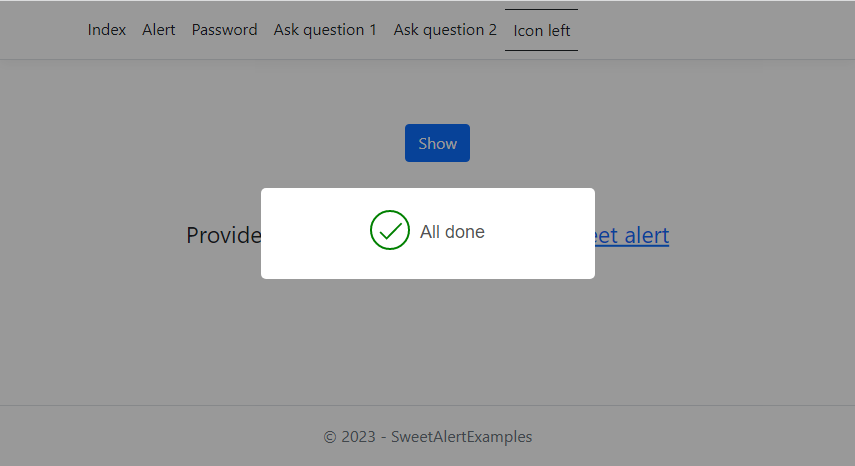 Index Alert Password Ask question 1 Ask question 2 Icon left
Show
All done
Provide eet alert
© 2023 - SweetAlertExamples